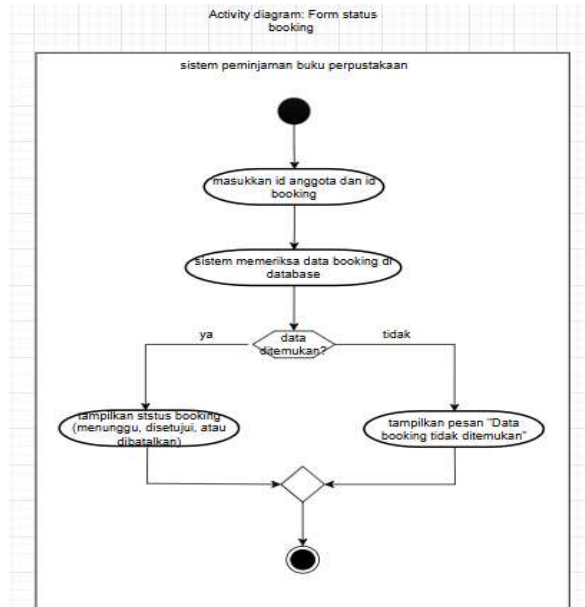 Activity diagram: Form status
booking
sistem peminjaman buku perpustakaan
masukkan id anggota dan id
booking
sistem memeriksa data booking di
database
ya
data
ditemukan?
tidak
tampilkan ststus booking
(menunggu, disetujui, atau
dibatalkan)
tampilkan pesan "Data
booking tidak ditemukan"